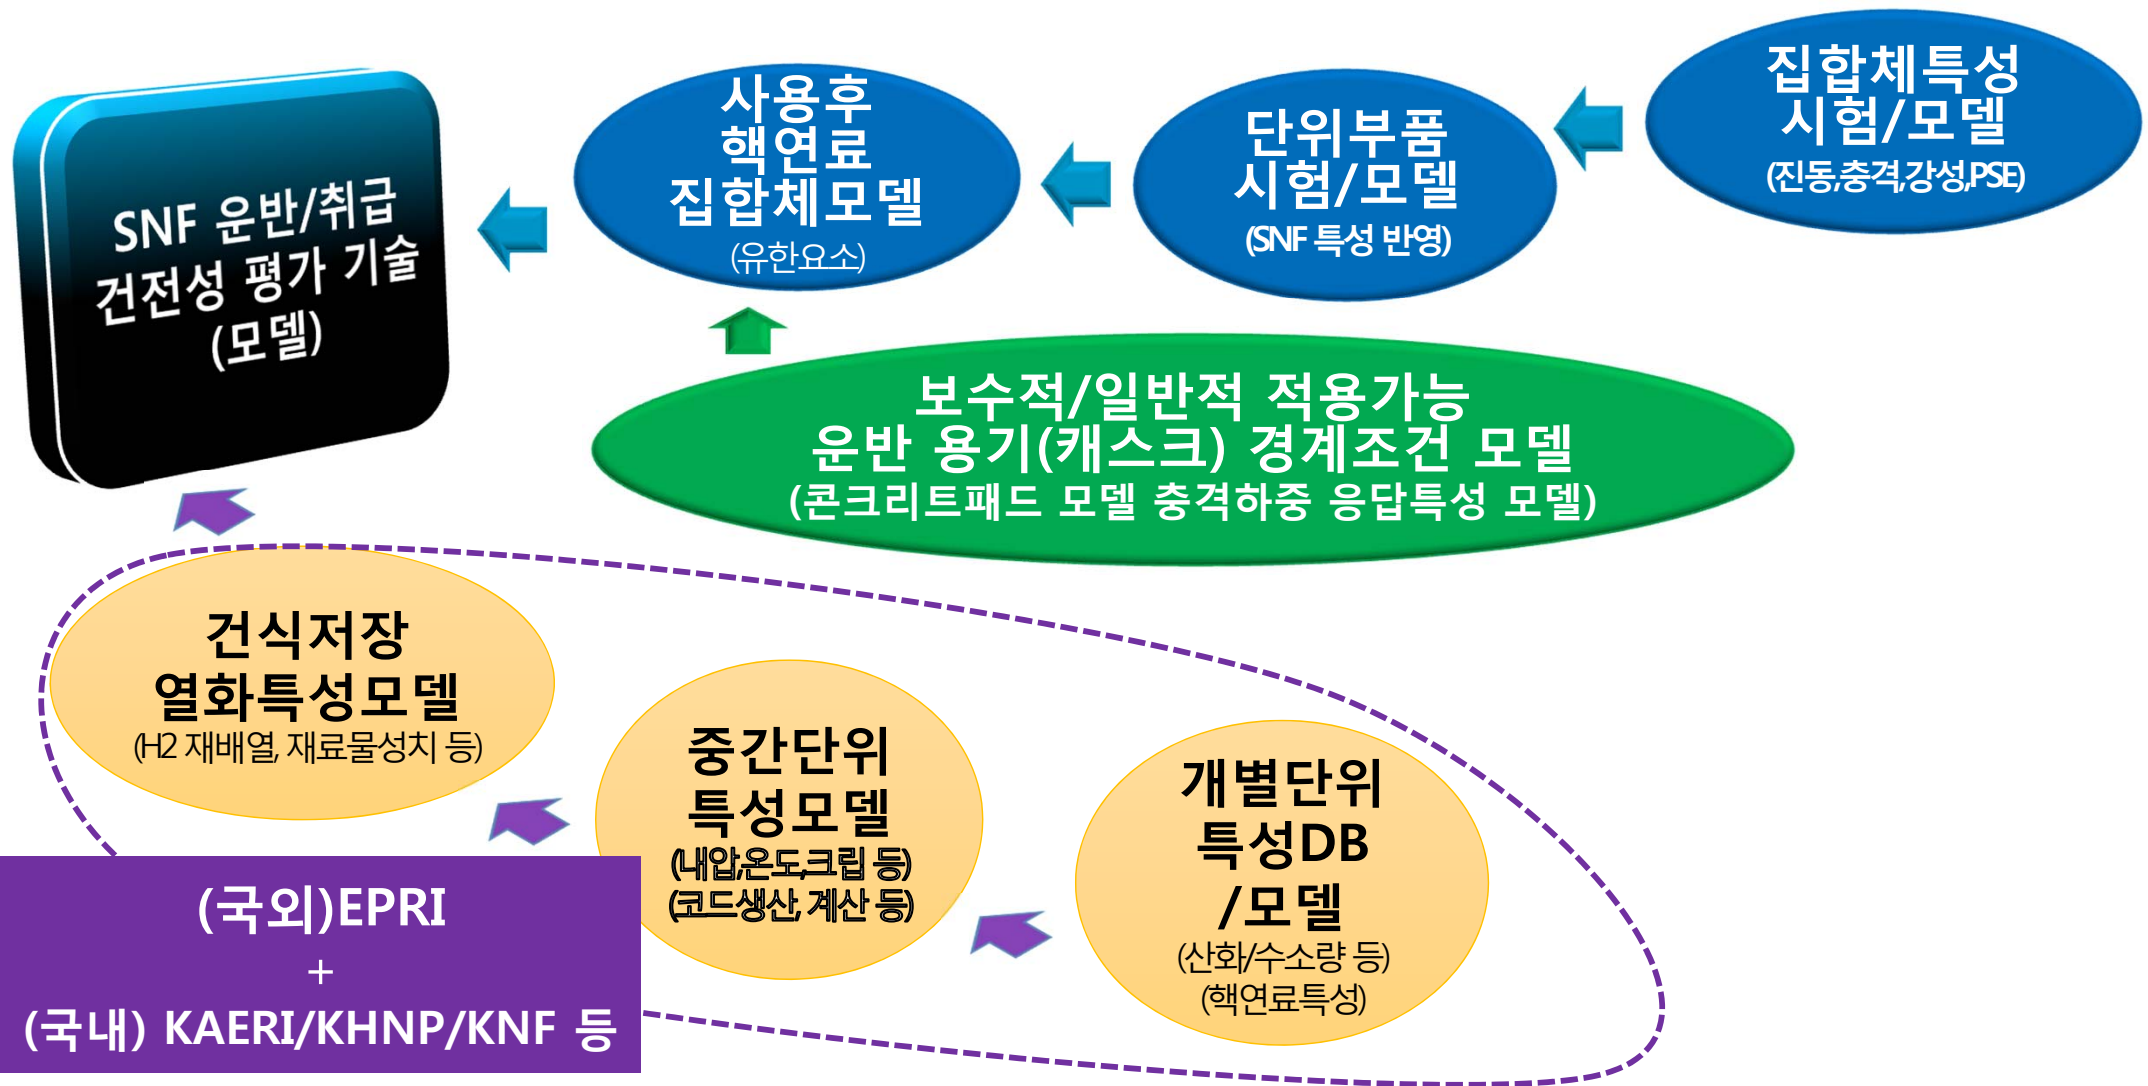 SNF 운반/취급
건전성 평가 기술
(모델)
사용후
핵연료
집합체모델
(유한요소)
단위부품
시험/모델
(SNF 특성 반영)
집합체특성
시험/모델
(진동,충격,강성,PSE)
보수적/일반적 적용가능
운반 용기(캐스크) 경계조건 모델
(콘크리트패드 모델 충격하중 응답특성 모델)
건식저장
열화특성모델
(H2 재배열, 재료물성치 등)
중간단위
특성모델
(내압,온도,크립 등)
(코드생산, 계산 등)
개별단위
특성DB
/모델
(산화/수소량 등)
(핵연료특성)
(국외)EPRI
+
(국내) KAERI/KHNP/KNF 등